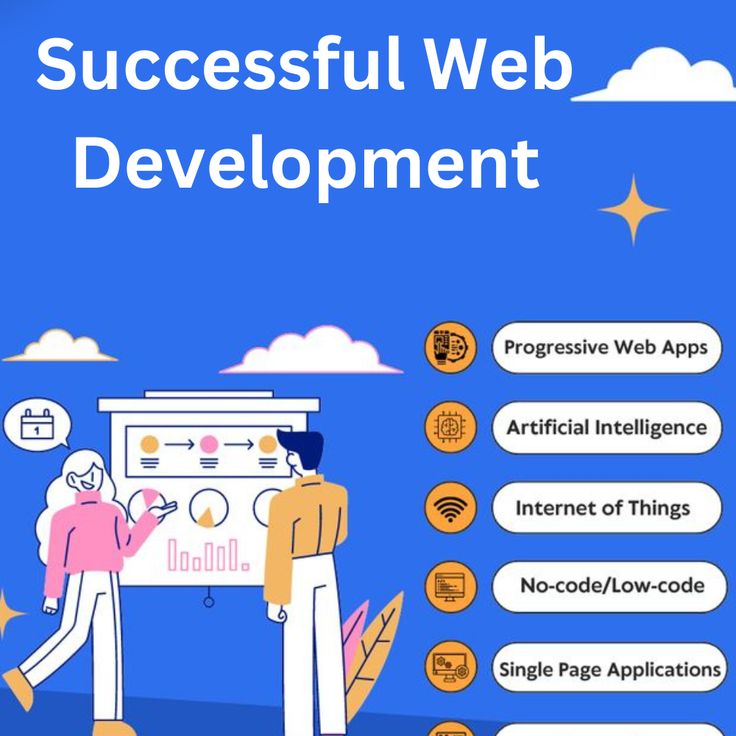 Successful Web
Development
1
Progressive Web Apps
Artificial Intelligence
Internet of Things
No-code/Low-code
Single Page Applications